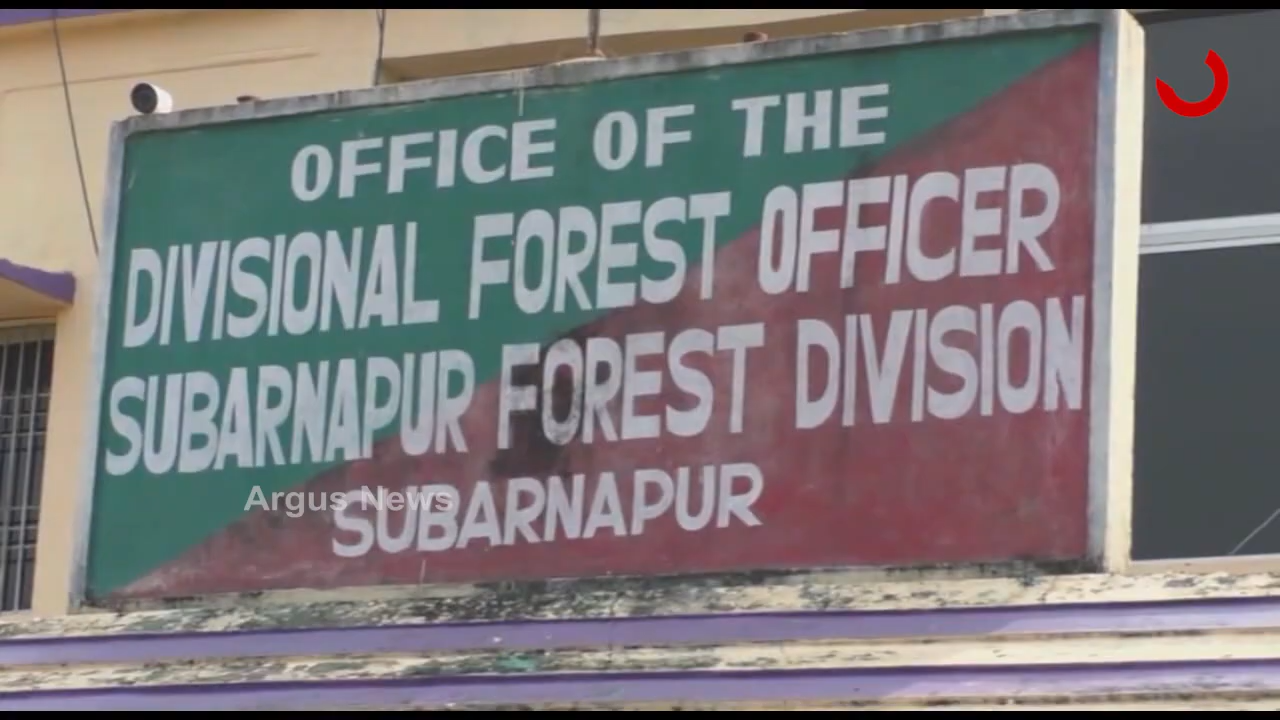 OFFICE OF THE
DIVISIONAL FOREST OFFICER
SUBARNAPUR FOREST DIVISION
SUBARNAPUR
Argus News